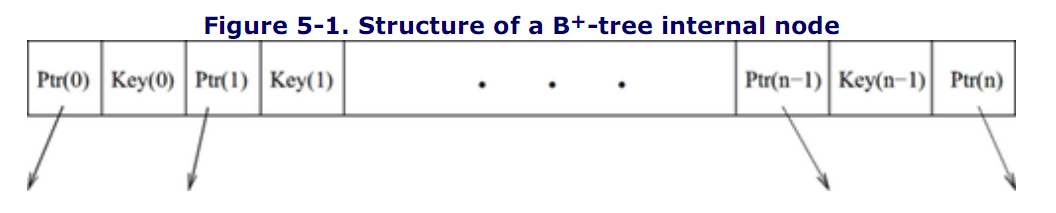 Figure 5-1. Structure of a B+-tree internal node
Ptr(0) Key(0) Ptr(1) Key(1) . . . Ptr(n−1) Key(n−1) Ptr(n)